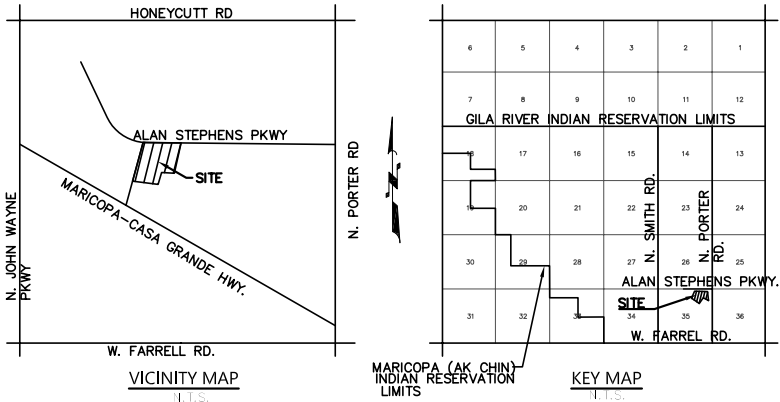 HONEYCUTT RD
ALAN STEPHENS PKWY
SITE
MARICOPA-CASA GRANDE HWY.
N. JOHN WAYNE
PKWY
N. PORTER RD
W. FARRELL RD.
VICINITY MAP
N.T.S.
N
6 5 4 3 2 1
7 8 9 10 11 12
GILA RIVER INDIAN RESERVATION LIMITS
18 17 16 15 14 13
19 20 21 22 23 24
N. SMITH RD.
N. PORTER
RD.
30 29 28 27 26 25
ALAN STEPHENS PKWY.
SITE
31 32 33 34 35 36
W. FARREL RD.
MARICOPA (AK CHIN)
INDIAN RESERVATION
LIMITS
KEY MAP
N.T.S.